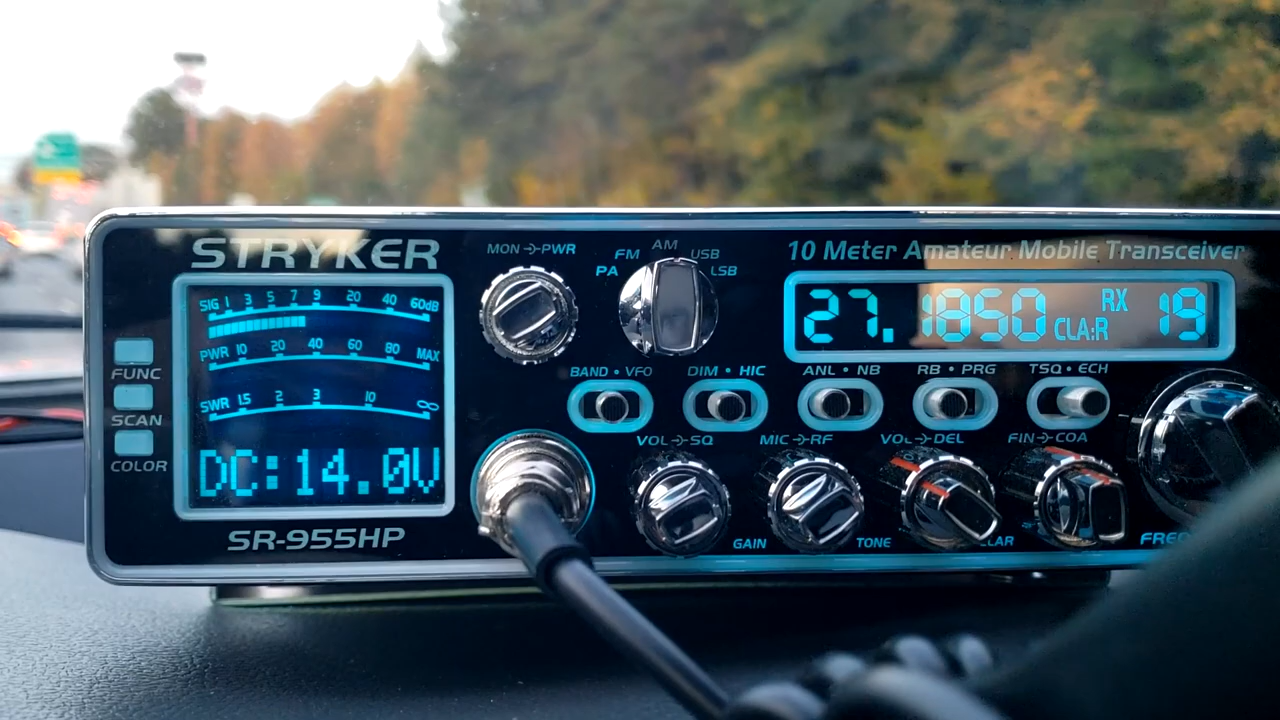 STRYKER
SIG 1 3 5 7 9 20 40 60dB
PWR 10 20 40 60 80 MAX
SWR 1.5 2 3 10 ∞
DC:14.0V
SR-955HP
FUNC
SCAN
COLOR
MON → PWR
PA FM AM USB LSB
10 Meter Amateur Mobile Transceiver
27.1850 CLA:R RX 19
BAND • VFO DIM • HIC ANL • NB RB • PRG TSQ • ECH
VOL → SQ MIC → RF VOL → DEL FIN → COA
GAIN TONE